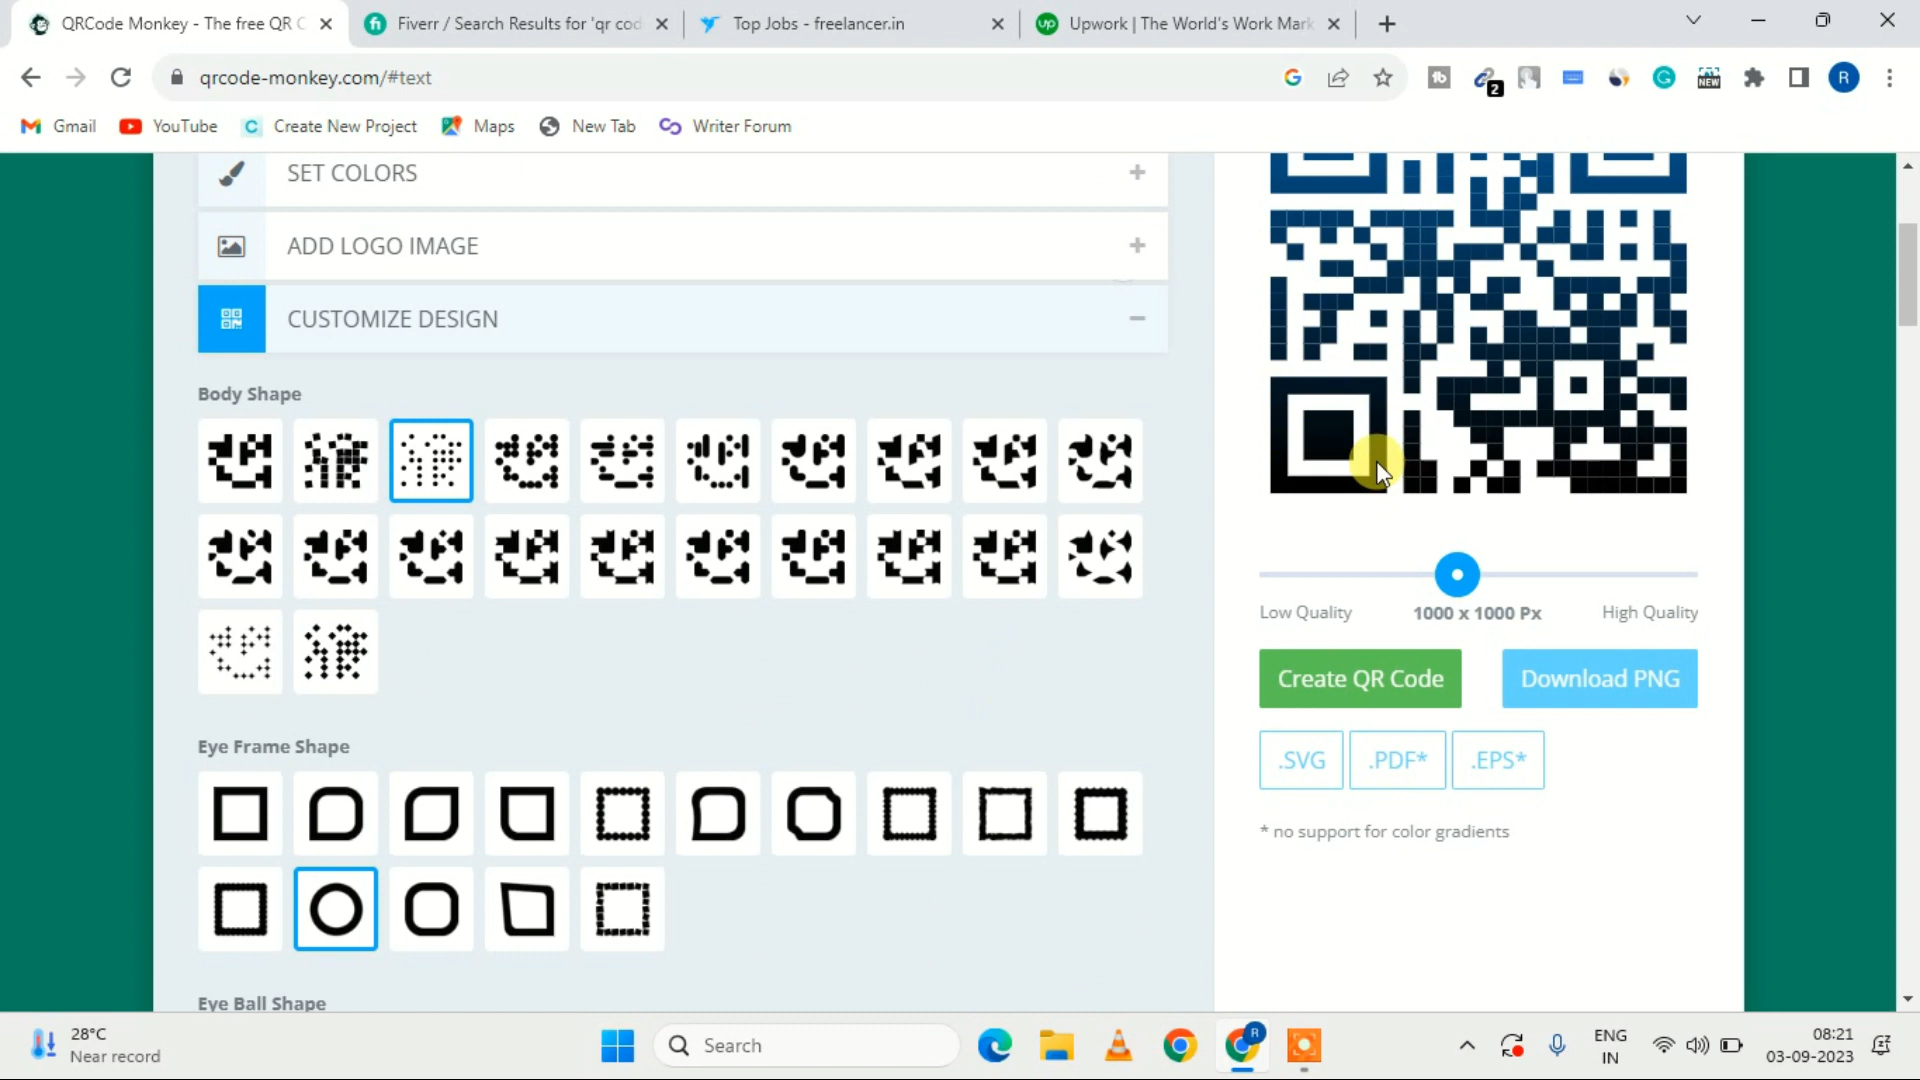 QRCode Monkey - The free QR C
Fiverr / Search Results for 'qr cod
Top Jobs - freelancer.in
Upwork | The World's Work Mark
qrcode-monkey.com/#text
2
NEW
R
Gmail
YouTube
Create New Project
Maps
New Tab
Writer Forum
SET COLORS
ADD LOGO IMAGE
CUSTOMIZE DESIGN
Body Shape
Low Quality
1000 x 1000 Px
High Quality
Create QR Code
Download PNG
Eye Frame Shape
.SVG
.PDF*
.EPS*
* no support for color gradients
Eye Ball Shape
28°C
Near record
Search
R
ENG
IN
08:21
03-09-2023